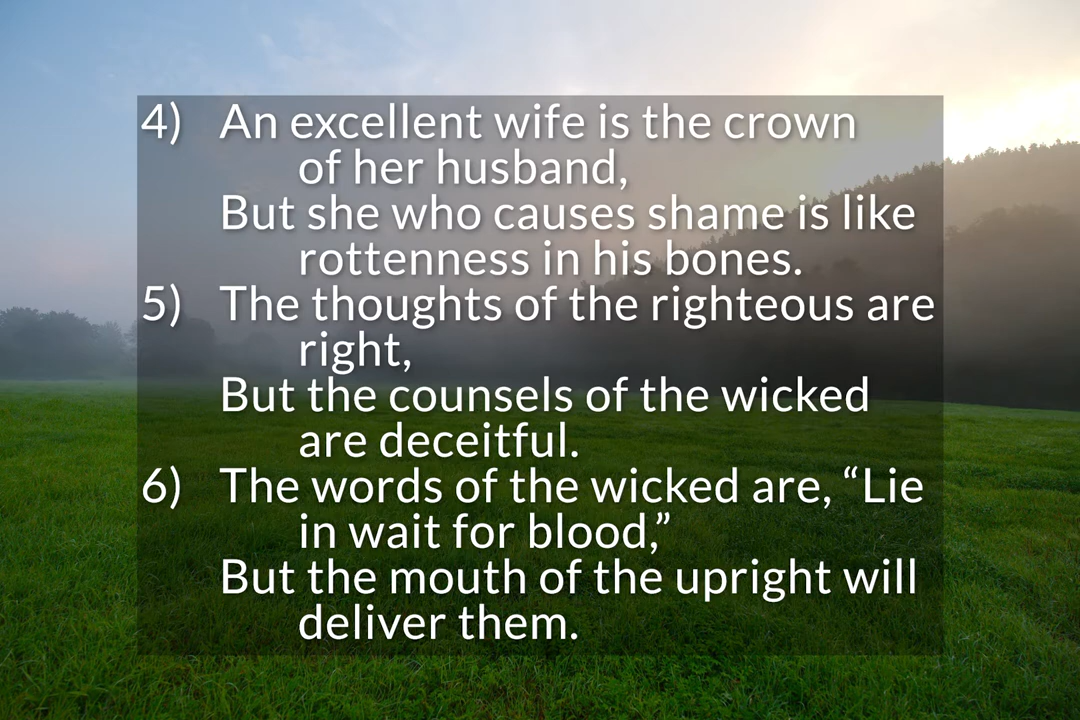 4) An excellent wife is the crown
of her husband,
But she who causes shame is like
rottenness in his bones.
5) The thoughts of the righteous are
right,
But the counsels of the wicked
are deceitful.
6) The words of the wicked are, “Lie
in wait for blood,”
But the mouth of the upright will
deliver them.